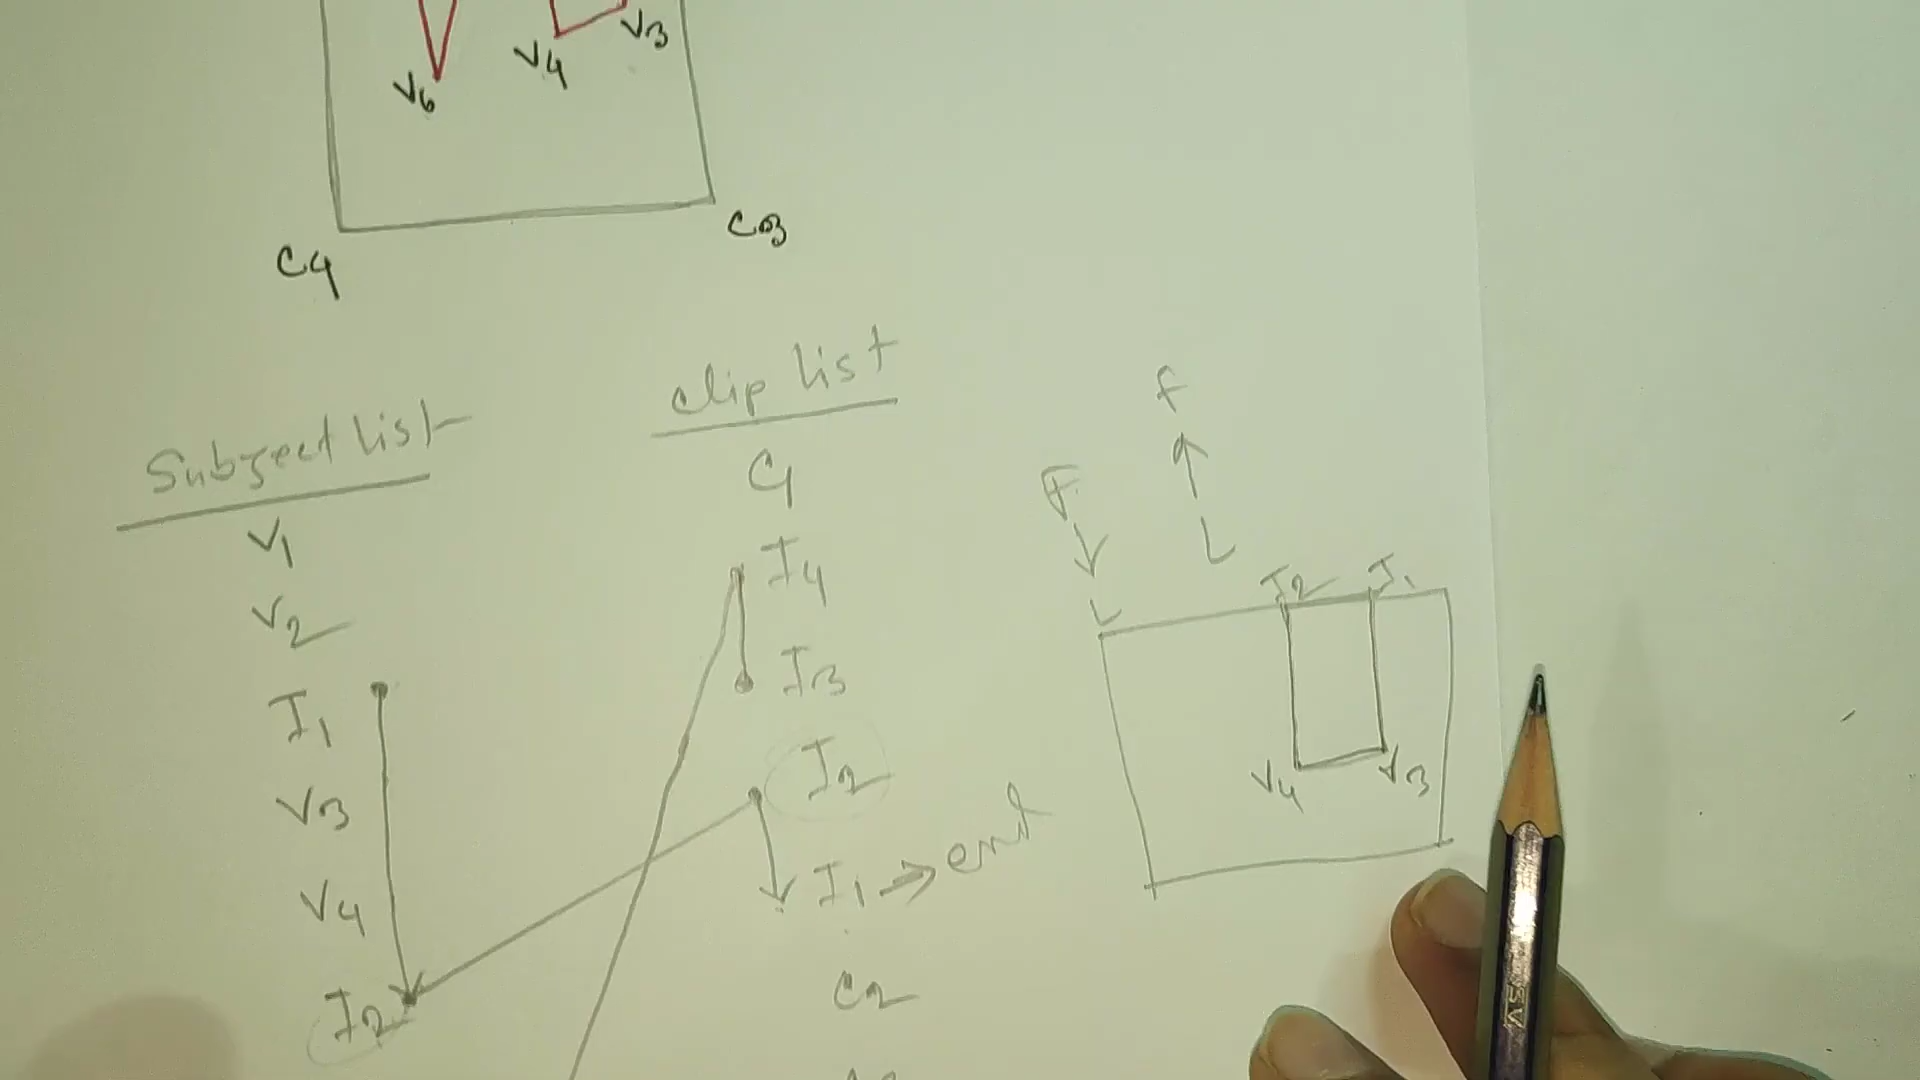 V3
V4
V6
C3
C4
Subject list
V1
V2
I1
V3
V4
I2
Clip list
C1
I4
I3
I2
I1 → end
C2
F
L
F
L
I2 I1
V4 V3